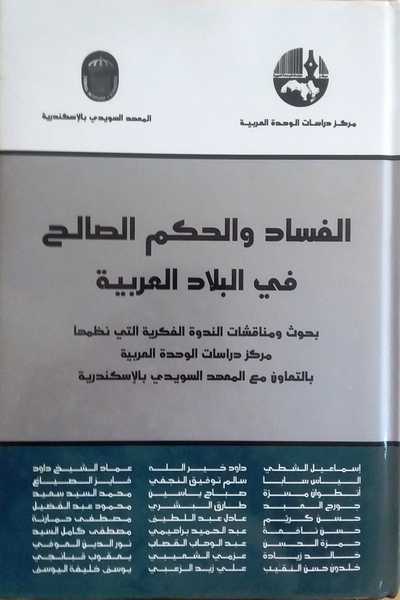 مركز دراسات الوحدة العربية
المعهد السويدي بالإسكندرية
الفساد والحكم الصالح
في البلاد العربية
بحوث ومناقشات الندوة الفكرية التي نظمها
مركز دراسات الوحدة العربية
بالتعاون مع المعهد السويدي بالإسكندرية
إسماعيل الشطي داود خير الله عماد الشيخ داود
الياس سابا سالم توفيق النجفي فايز الصياغ
أنطوان مسرة صباح ياسين محمد السيد سعيد
جورج العبد طارق البشري محمود عبد الفضيل
حسن كريم عادل عبد اللطيف مصطفى حمارنة
حسن نافعة عبد الحميد براهيمي مصطفى كامل السيد
حمزة الحسن عبد الوهاب القصاب نور الدين العوفي
خالد زيادة عزمي الشعيبي يعقوب قبانجي
خلدون حسن النقيب علي زيد الزعبي يوسف خليفة اليوسف